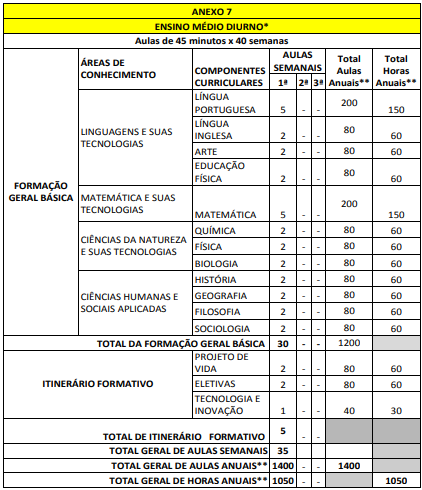 ANEXO 7
ENSINO MÉDIO DIURNO*
Aulas de 45 minutos x 40 semanas
FORMAÇÃO GERAL BÁSICA
ÁREAS DE CONHECIMENTO
COMPONENTES CURRICULARES
AULAS SEMANAIS
1ª 2ª 3ª
Total Aulas Anuais**
Total Horas Anuais**
LINGUAGENS E SUAS TECNOLOGIAS
LÍNGUA PORTUGUESA 5 - - 200 150
LÍNGUA INGLESA 2 - - 80 60
ARTE 2 - - 80 60
EDUCAÇÃO FÍSICA 2 - - 80 60
MATEMÁTICA E SUAS TECNOLOGIAS
MATEMÁTICA 5 - - 200 150
CIÊNCIAS DA NATUREZA E SUAS TECNOLOGIAS
QUÍMICA 2 - - 80 60
FÍSICA 2 - - 80 60
BIOLOGIA 2 - - 80 60
CIÊNCIAS HUMANAS E SOCIAIS APLICADAS
HISTÓRIA 2 - - 80 60
GEOGRAFIA 2 - - 80 60
FILOSOFIA 2 - - 80 60
SOCIOLOGIA 2 - - 80 60
TOTAL DA FORMAÇÃO GERAL BÁSICA 30 - - 1200
ITINERÁRIO FORMATIVO
PROJETO DE VIDA 2 - - 80 60
ELETIVAS 2 - - 80 60
TECNOLOGIA E INOVAÇÃO 1 - - 40 30
TOTAL DE ITINERÁRIO FORMATIVO 5 - -
TOTAL GERAL DE AULAS SEMANAIS 35
TOTAL GERAL DE AULAS ANUAIS** 1400 - - 1400
TOTAL GERAL DE HORAS ANUAIS** 1050 - - 1050